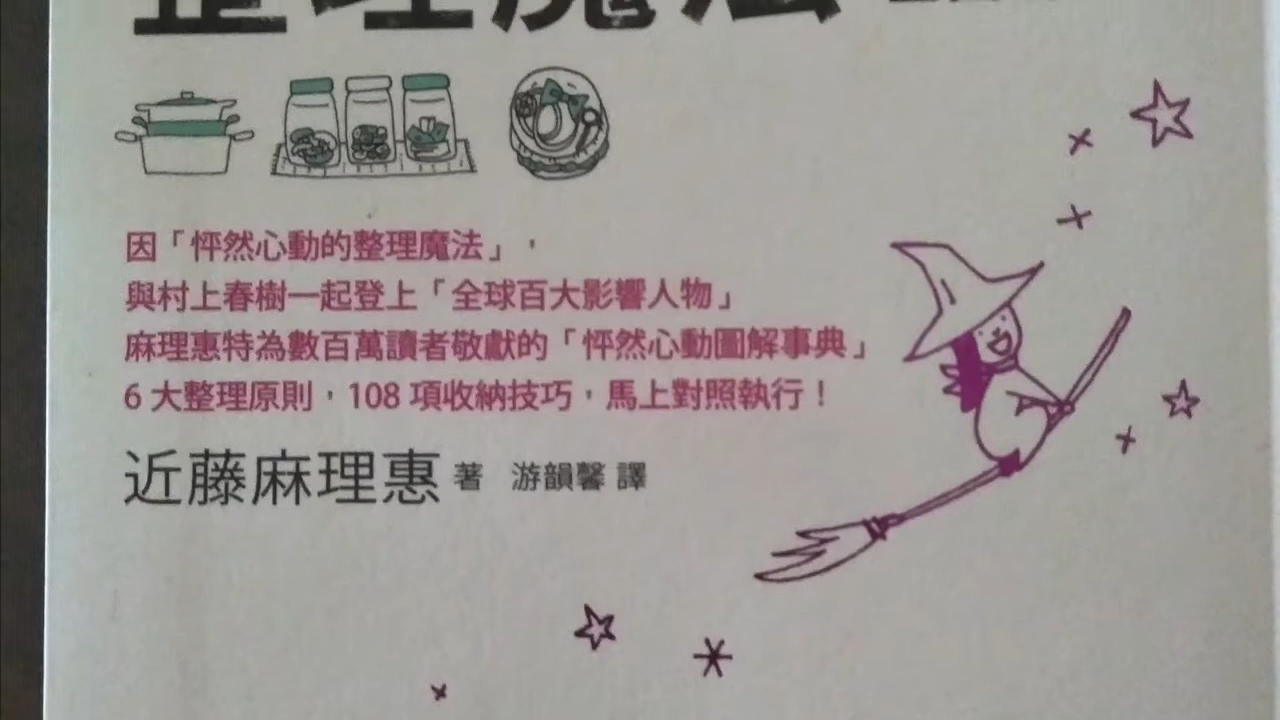 整理魔法
因「怦然心動的整理魔法」，
與村上春樹一起登上「全球百大影響人物」
麻理惠特為數百萬讀者敬獻的「怦然心動圖解事典」
6 大整理原則，108 項收納技巧，馬上對照執行！
近藤麻理惠 著 游韻馨 譯